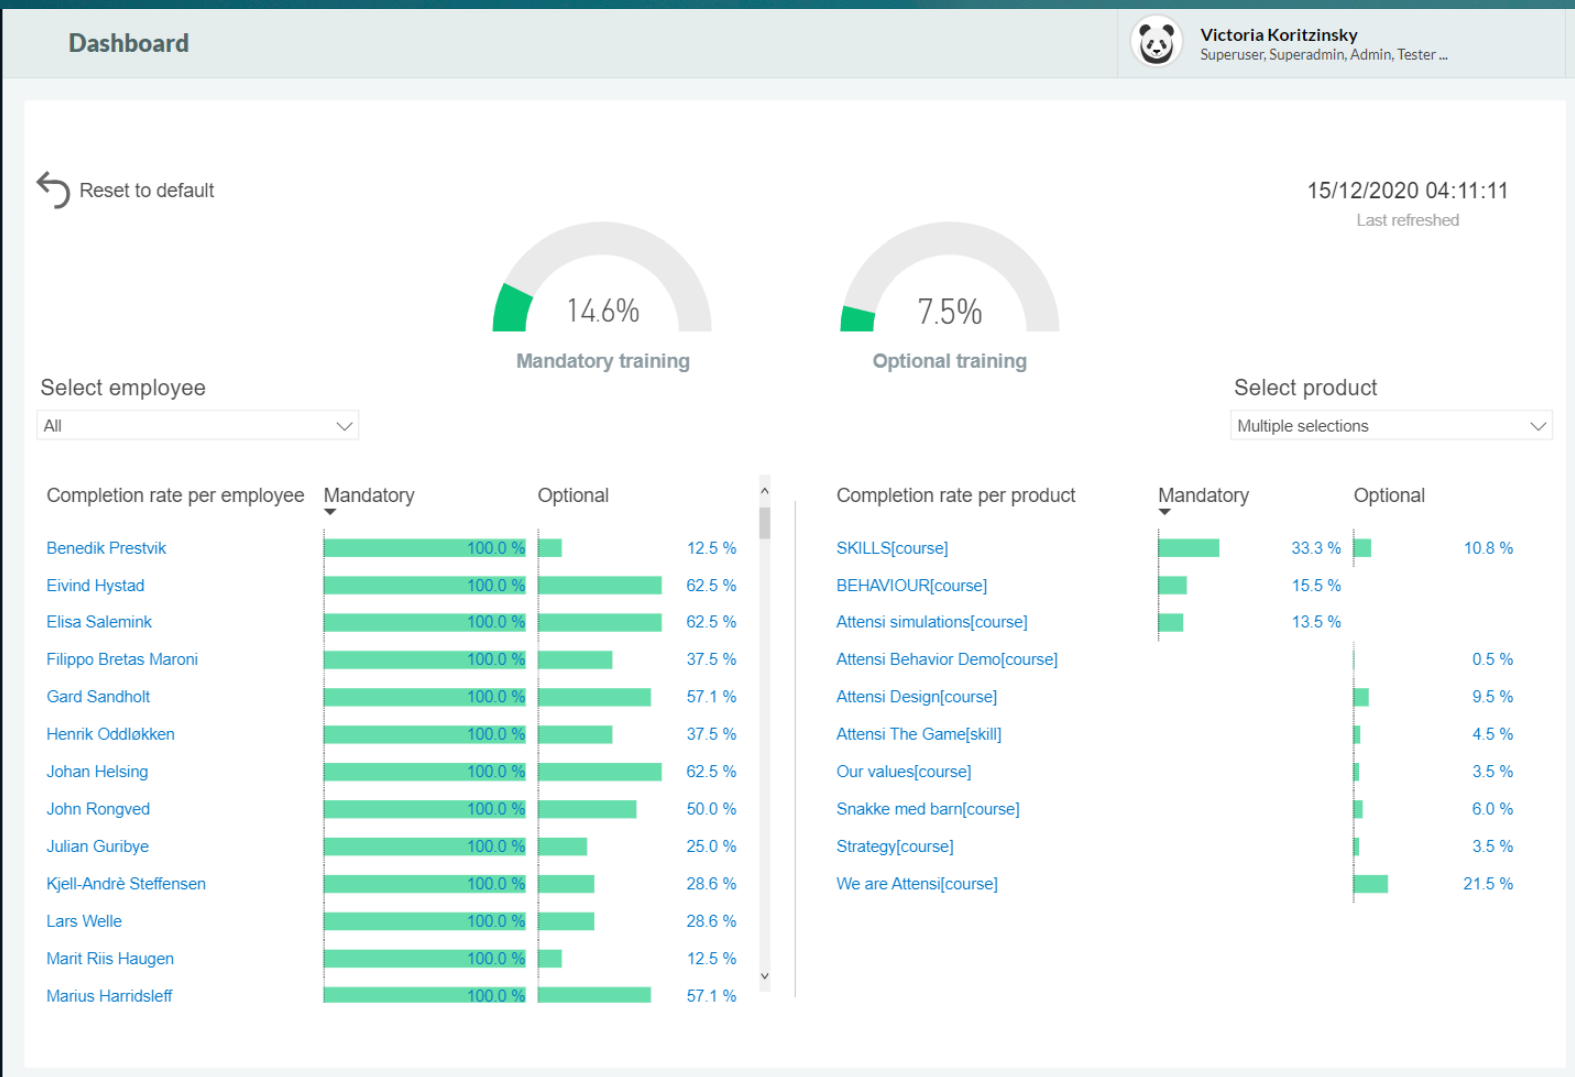 Dashboard
Victoria Koritzinsky
Superuser, Superadmin, Admin, Tester ...
Reset to default
15/12/2020 04:11:11
Last refreshed
14.6%
Mandatory training
7.5%
Optional training
Select employee
All
Select product
Multiple selections
Completion rate per employee Mandatory Optional
Benedik Prestvik 100.0 % 12.5 %
Eivind Hystad 100.0 % 62.5 %
Elisa Salemink 100.0 % 62.5 %
Filippo Bretas Maroni 100.0 % 37.5 %
Gard Sandholt 100.0 % 57.1 %
Henrik Oddløkken 100.0 % 37.5 %
Johan Helsing 100.0 % 62.5 %
John Rongved 100.0 % 50.0 %
Julian Guribye 100.0 % 25.0 %
Kjell-Andrè Steffensen 100.0 % 28.6 %
Lars Welle 100.0 % 28.6 %
Marit Riis Haugen 100.0 % 12.5 %
Marius Harridsleff 100.0 % 57.1 %
Completion rate per product Mandatory Optional
SKILLS[course] 33.3 % 10.8 %
BEHAVIOUR[course] 15.5 %
Attensi simulations[course] 13.5 %
Attensi Behavior Demo[course] 0.5 %
Attensi Design[course] 9.5 %
Attensi The Game[skill] 4.5 %
Our values[course] 3.5 %
Snakke med barn[course] 6.0 %
Strategy[course] 3.5 %
We are Attensi[course] 21.5 %